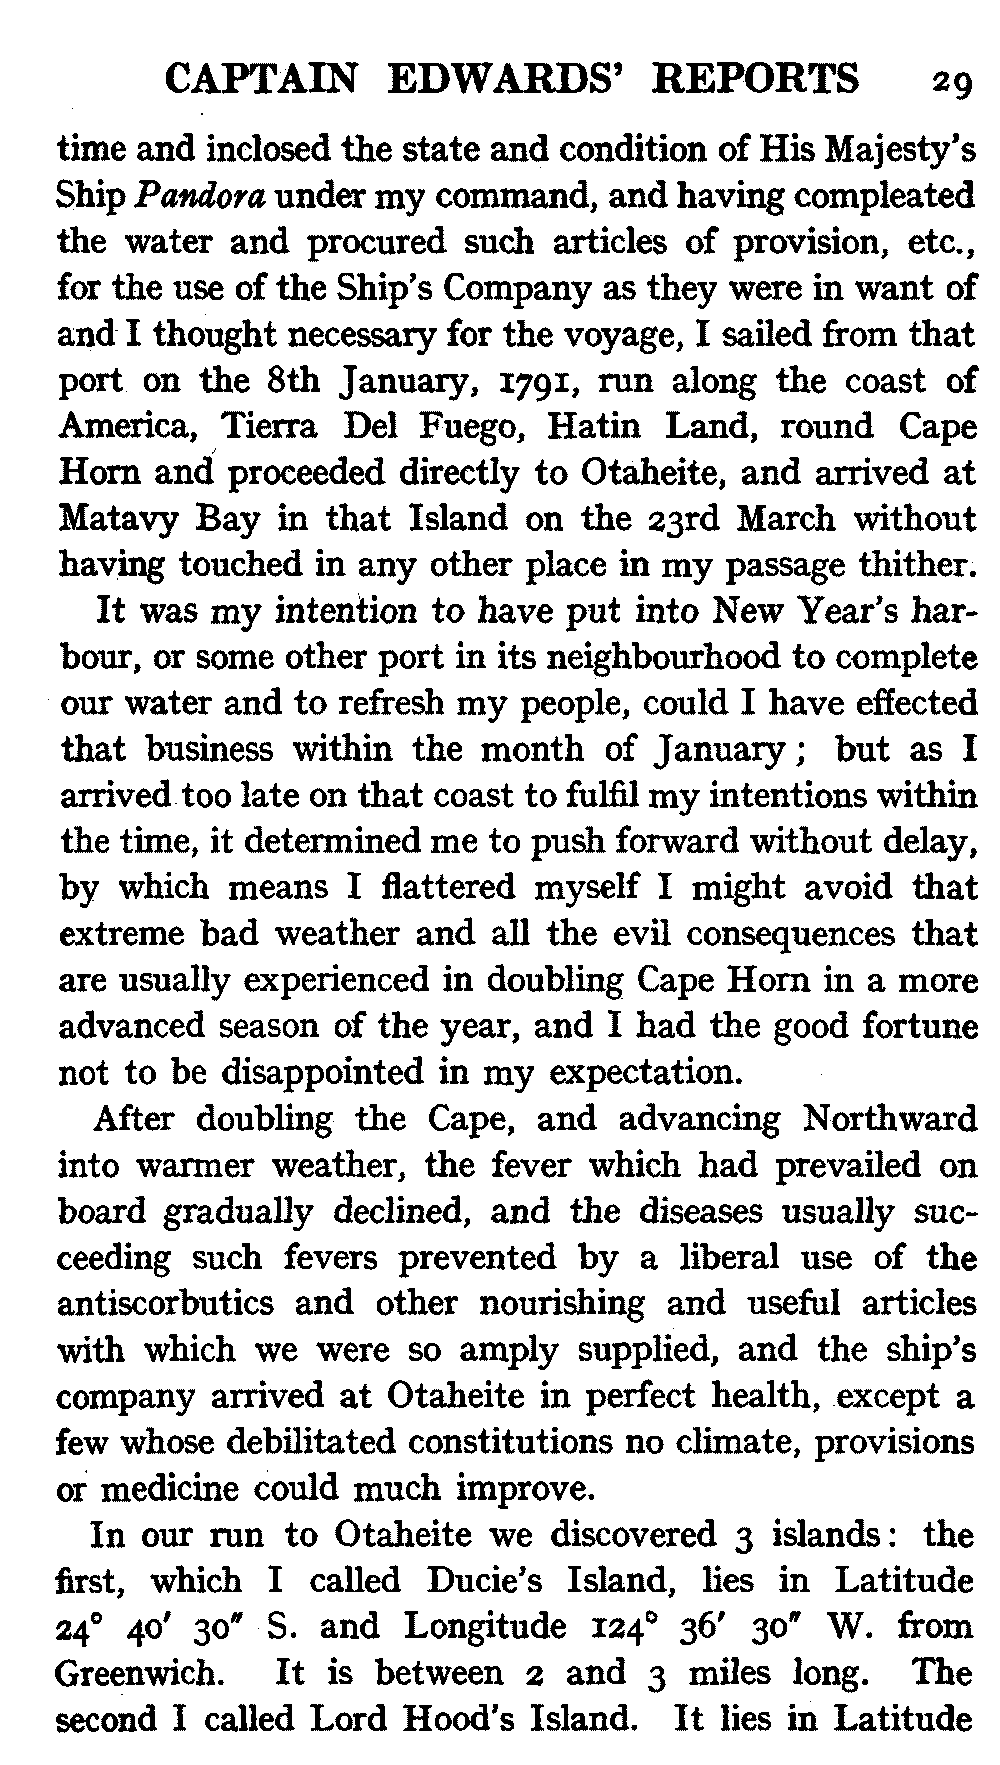 CAPTAIN EDWARDS' REPORTS 29
time and inclosed the state and condition of His Majesty's
Ship Pandora under my command, and having compleated
the water and procured such articles of provision, etc.,
for the use of the Ship's Company as they were in want of
and I thought necessary for the voyage, I sailed from that
port on the 8th January, 1791, run along the coast of
America, Tierra Del Fuego, Hatin Land, round Cape
Horn and proceeded directly to Otaheite, and arrived at
Matavy Bay in that Island on the 23rd March without
having touched in any other place in my passage thither.
It was my intention to have put into New Year's har-
bour, or some other port in its neighbourhood to complete
our water and to refresh my people, could I have effected
that business within the month of January; but as I
arrived too late on that coast to fulfil my intentions within
the time, it determined me to push forward without delay,
by which means I flattered myself I might avoid that
extreme bad weather and all the evil consequences that
are usually experienced in doubling Cape Horn in a more
advanced season of the year, and I had the good fortune
not to be disappointed in my expectation.
After doubling the Cape, and advancing Northward
into warmer weather, the fever which had prevailed on
board gradually declined, and the diseases usually suc-
ceeding such fevers prevented by a liberal use of the
antiscorbutics and other nourishing and useful articles
with which we were so amply supplied, and the ship's
company arrived at Otaheite in perfect health, except a
few whose debilitated constitutions no climate, provisions
or medicine could much improve.
In our run to Otaheite we discovered 3 islands: the
first, which I called Ducie's Island, lies in Latitude
24° 40′ 30″ S. and Longitude 124° 36′ 30″ W. from
Greenwich. It is between 2 and 3 miles long. The
second I called Lord Hood's Island. It lies in Latitude